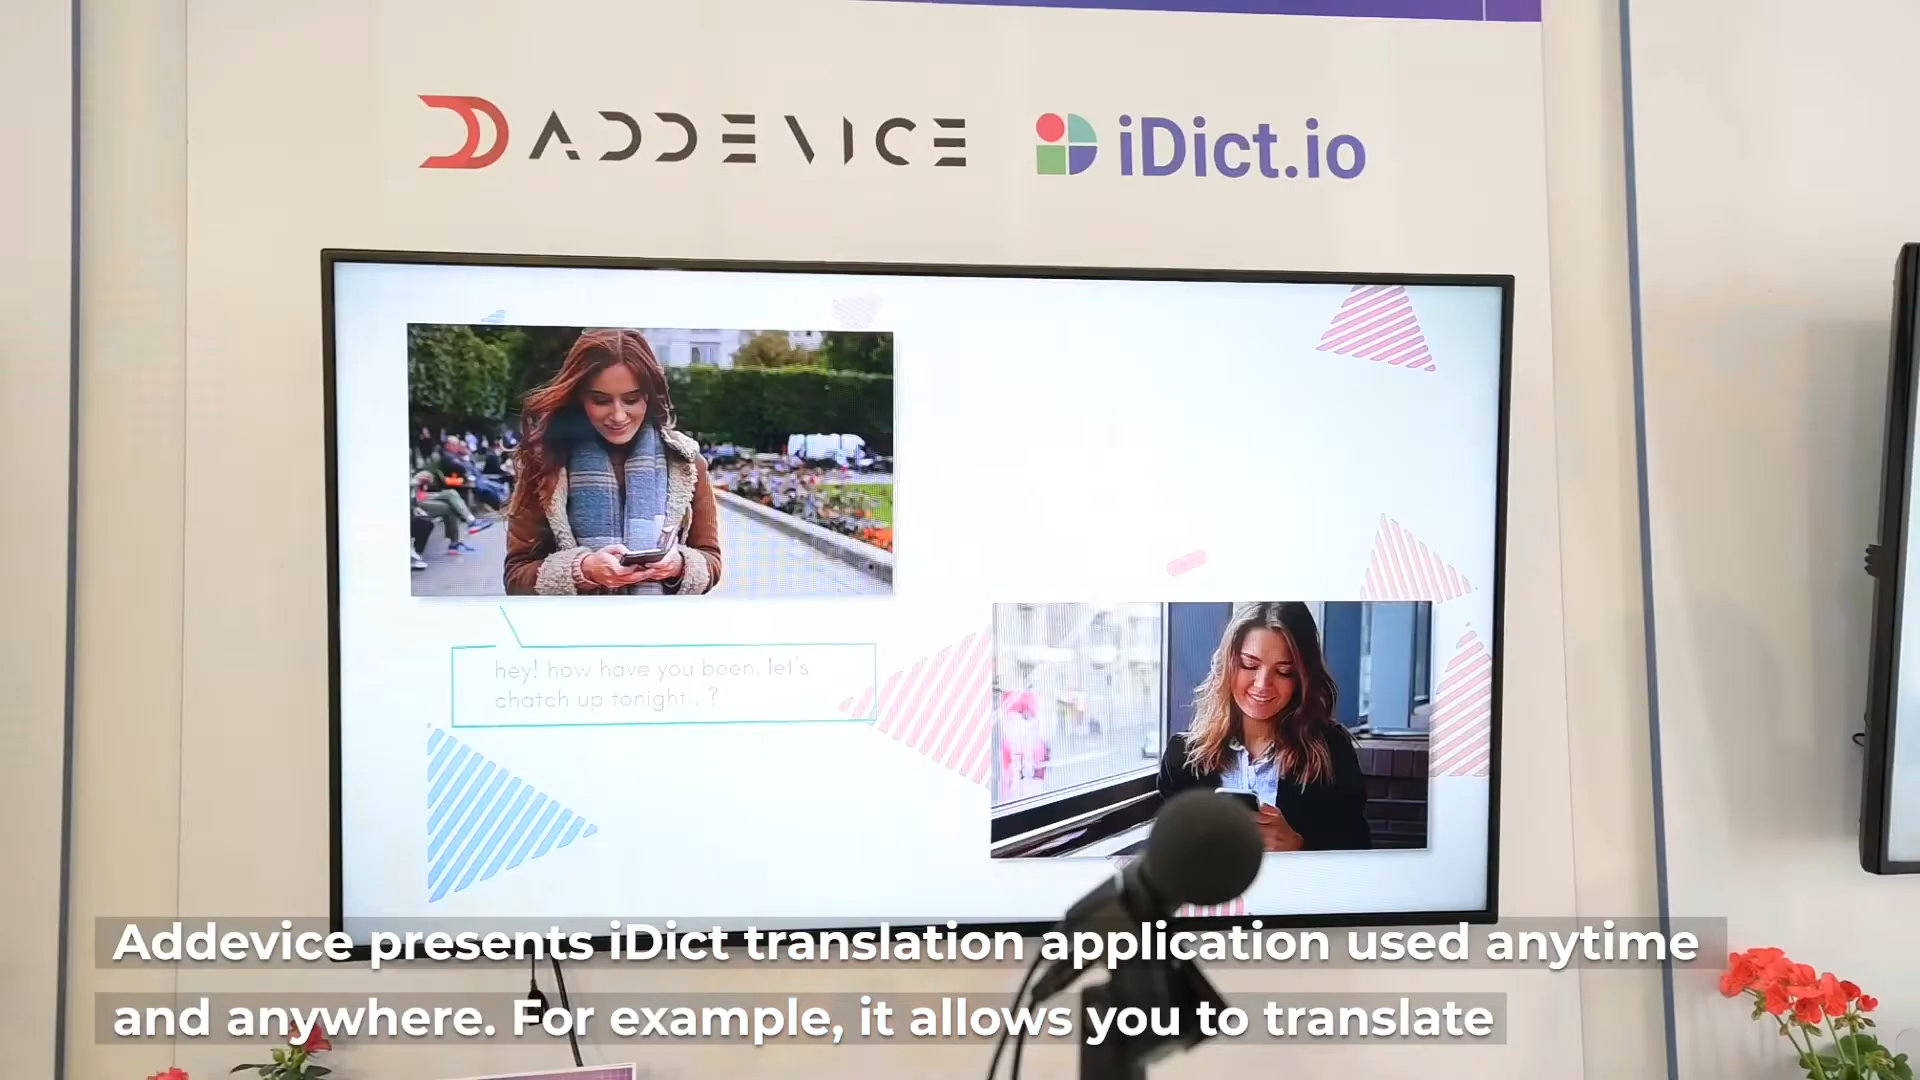 ADDEVICE iDict.io
hey! how have you been. let's
chatch up tonight.. ?
Addevice presents iDict translation application used anytime
and anywhere. For example, it allows you to translate